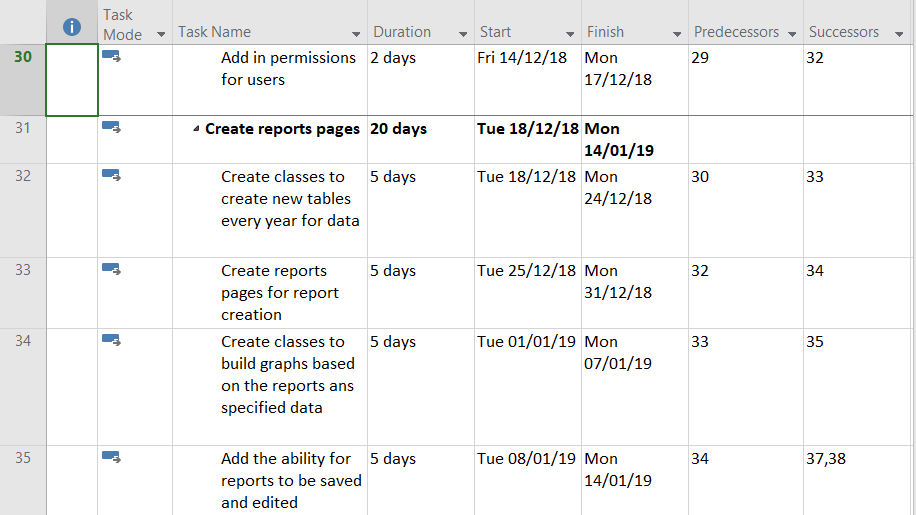 Task
Mode Task Name Duration Start Finish Predecessors Successors
30 Add in permissions 2 days Fri 14/12/18 Mon 29 32
for users 17/12/18
31 Create reports pages 20 days Tue 18/12/18 Mon
14/01/19
32 Create classes to 5 days Tue 18/12/18 Mon 30 33
create new tables 24/12/18
every year for data
33 Create reports 5 days Tue 25/12/18 Mon 32 34
pages for report 31/12/18
creation
34 Create classes to 5 days Tue 01/01/19 Mon 33 35
build graphs based 07/01/19
on the reports ans
specified data
35 Add the ability for 5 days Tue 08/01/19 Mon 34 37,38
reports to be saved 14/01/19
and edited